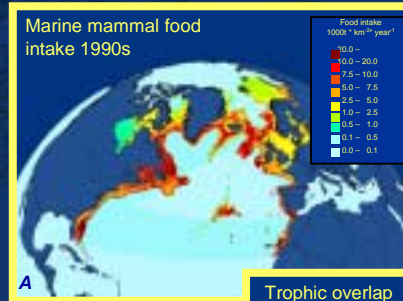 Marine mammal food
intake 1990s
Food intake
1000t * km⁻²* year⁻¹
20.0 –
10.0 – 20.0
7.5 – 10.0
5.0 – 7.5
2.5 – 5.0
1.0 – 2.5
0.5 – 1.0
0.1 – 0.5
0.0 – 0.1
A
Trophic overlap